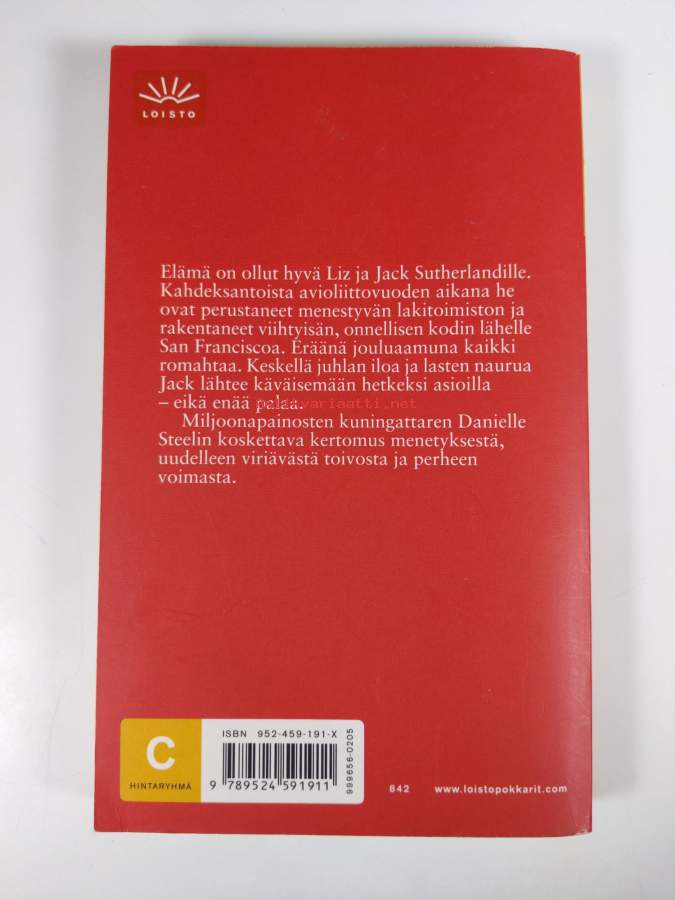 LOISTO
Elämä on ollut hyvä Liz ja Jack Sutherlandille.
Kahdeksantoista avioliittovuoden aikana he
ovat perustaneet menestyvän lakitoimiston ja
rakentaneet viihtyisän, onnellisen kodin lähelle
San Franciscoa. Eräänä jouluaamuna kaikki
romahtaa. Keskellä juhlan iloa ja lasten naurua
Jack lähtee käväisemään hetkeksi asioilla
– eikä enää palaa.
Miljoonapainosten kuningattaren Danielle
Steelin koskettava kertomus menetyksestä,
uudelleen viriävästä toivosta ja perheen
voimasta.
C
HINTARYHMÄ
ISBN 952-459-191-X
9 789524 591911
999656-0205
842 www.loistopokkarit.com